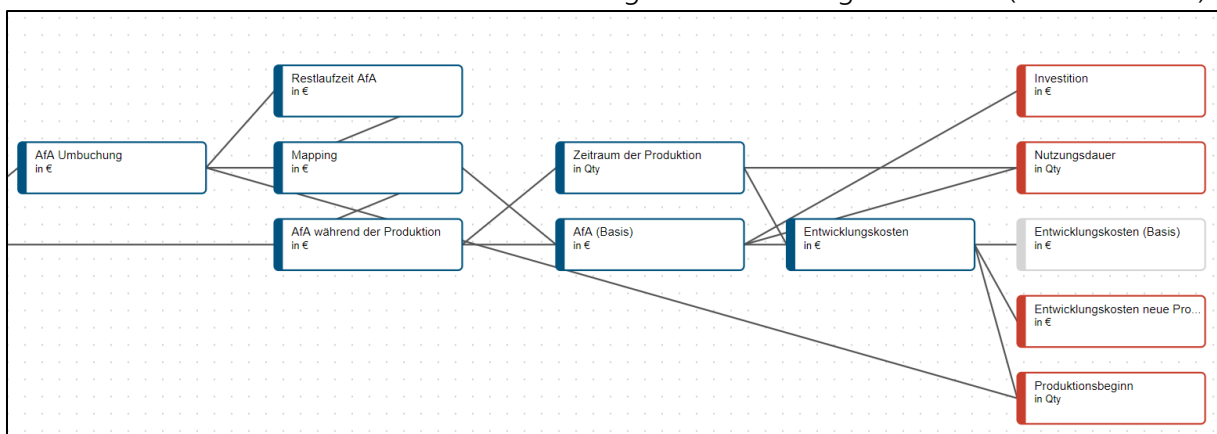 AfA Umbuchung
in €
Restlaufzeit AfA
in €
Mapping
in €
AfA während der Produktion
in €
Zeitraum der Produktion
in Qty
AfA (Basis)
in €
Entwicklungskosten
in €
Investition
in €
Nutzungsdauer
in Qty
Entwicklungskosten (Basis)
in €
Entwicklungskosten neue Pro...
in €
Produktionsbeginn
in Qty